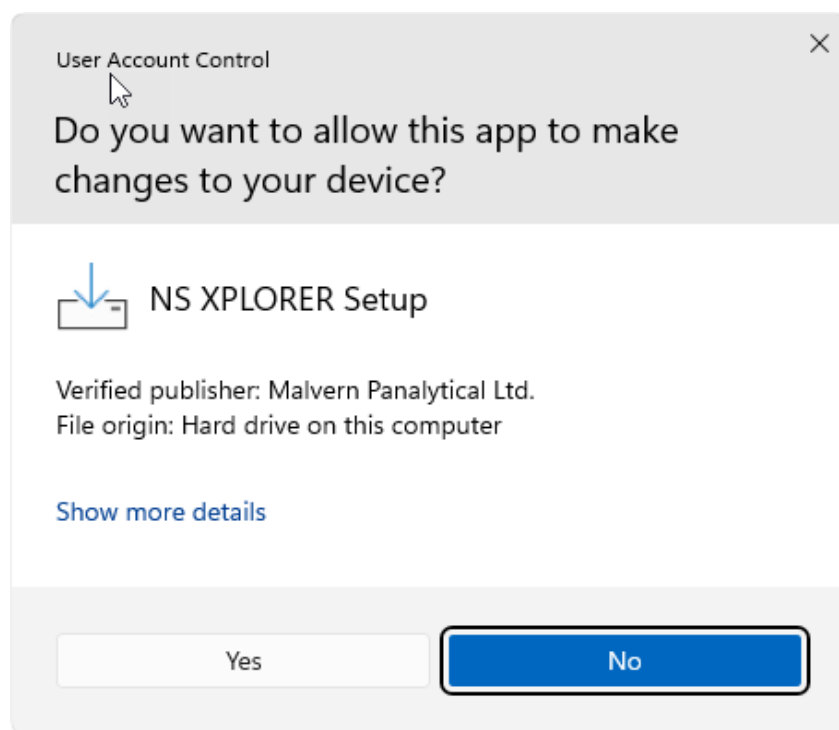 User Account Control
Do you want to allow this app to make
changes to your device?
NS XPLORER Setup
Verified publisher: Malvern Panalytical Ltd.
File origin: Hard drive on this computer
Show more details
Yes
No